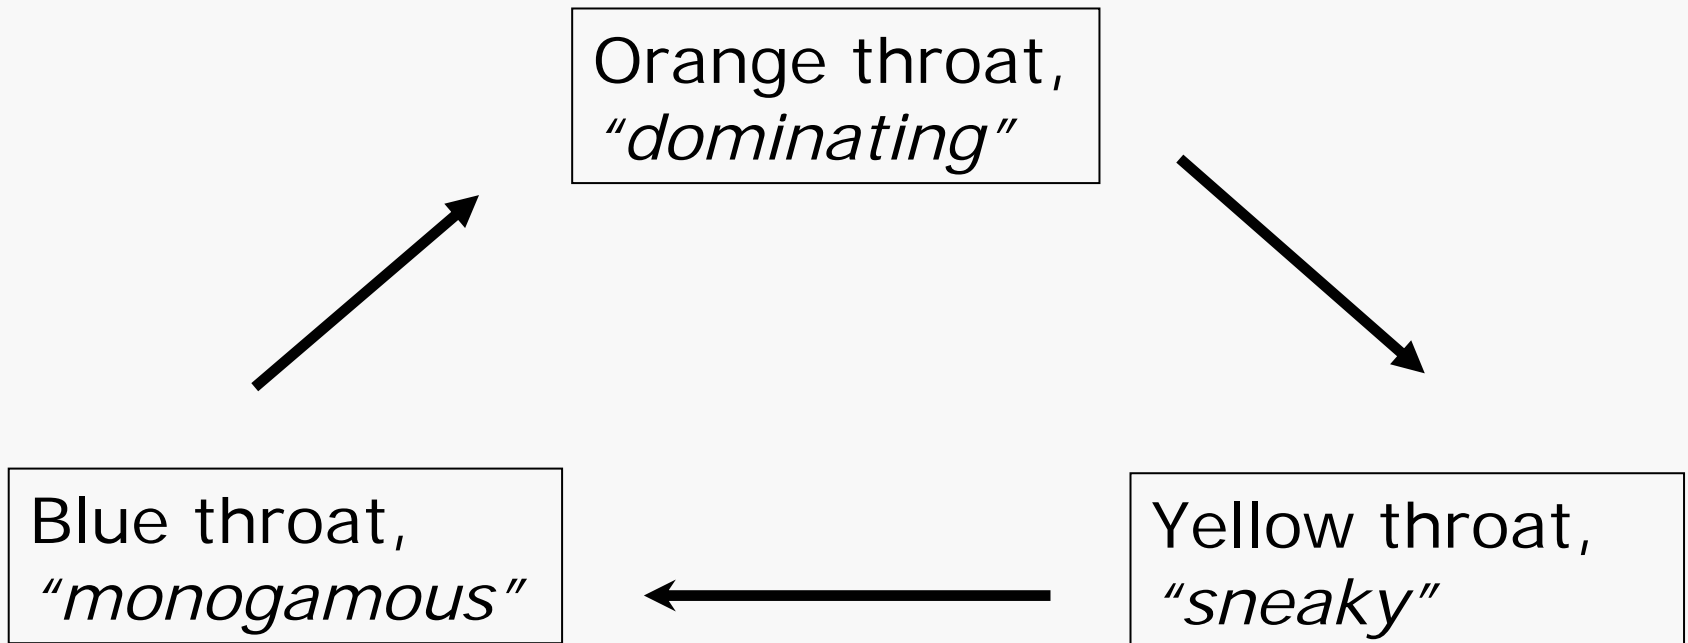 Orange throat,
“dominating”
Blue throat,
“monogamous”
Yellow throat,
“sneaky”